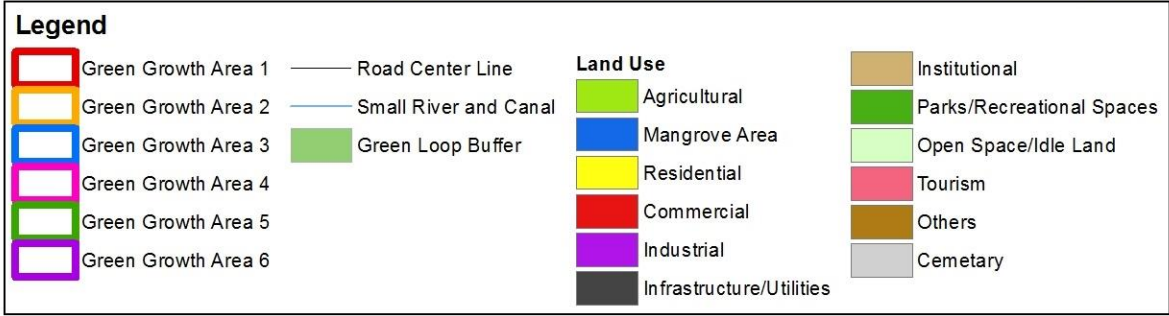 Legend
Green Growth Area 1
Green Growth Area 2
Green Growth Area 3
Green Growth Area 4
Green Growth Area 5
Green Growth Area 6
Road Center Line
Small River and Canal
Green Loop Buffer
Land Use
Agricultural
Mangrove Area
Residential
Commercial
Industrial
Infrastructure/Utilities
Institutional
Parks/Recreational Spaces
Open Space/Idle Land
Tourism
Others
Cemetary